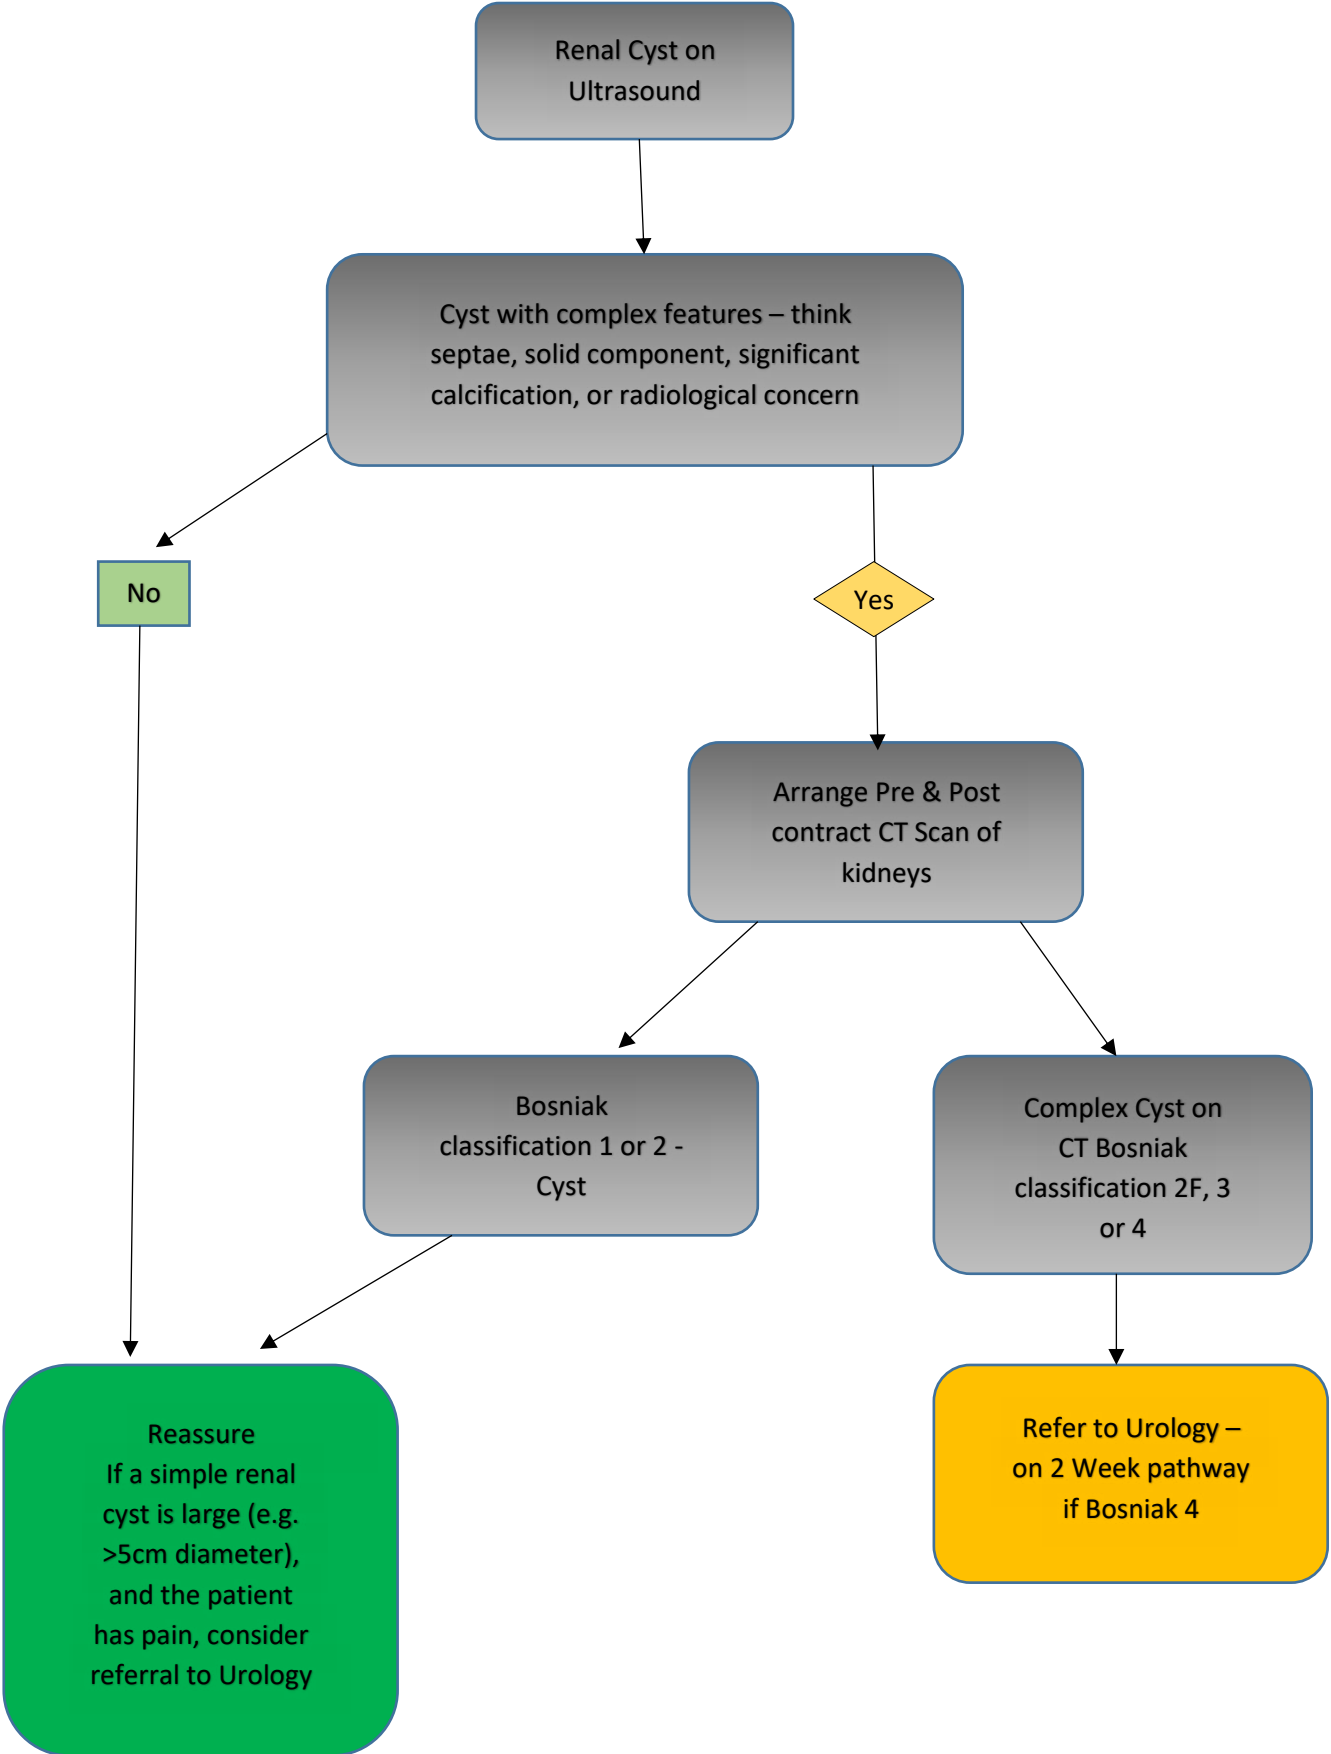 Renal Cyst on
Ultrasound
Cyst with complex features – think
septae, solid component, significant
calcification, or radiological concern
No
Yes
Arrange Pre & Post
contract CT Scan of
kidneys
Bosniak
classification 1 or 2 -
Cyst
Complex Cyst on
CT Bosniak
classification 2F, 3
or 4
Reassure
If a simple renal
cyst is large (e.g.
>5cm diameter),
and the patient
has pain, consider
referral to Urology
Refer to Urology –
on 2 Week pathway
if Bosniak 4